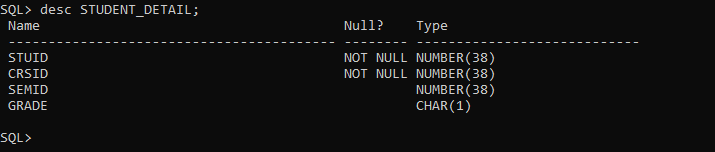 SQL> desc STUDENT_DETAIL;
 Name                                      Null?    Type
 ----------------------------------------- -------- ----------------------------
 STUID                                     NOT NULL NUMBER(38)
 CRSID                                     NOT NULL NUMBER(38)
 SEMID                                              NUMBER(38)
 GRADE                                              CHAR(1)
SQL>